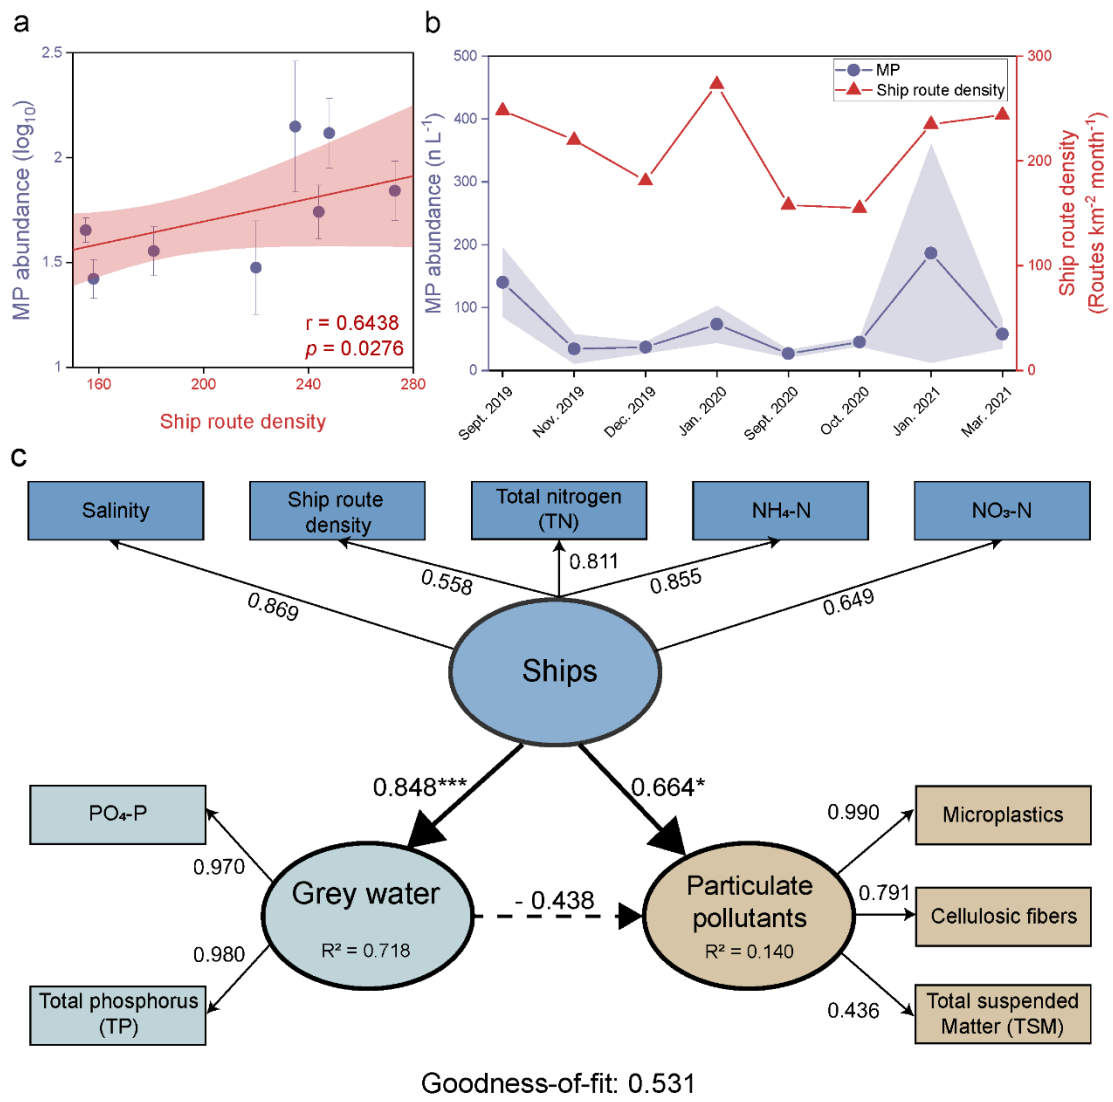 a
2.5
2
1.5
1
MP abundance (log₁₀)
160
200
240
280
Ship route density
r = 0.6438
p = 0.0276
b
500
400
300
200
100
0
MP abundance (n L⁻¹)
MP
Ship route density
300
200
100
0
Ship route density
(Routes km⁻² month⁻¹)
Sept. 2019
Nov. 2019
Dec. 2019
Jan. 2020
Sept. 2020
Oct. 2020
Jan. 2021
Mar. 2021
c
Salinity
Ship route
density
Total nitrogen
(TN)
NH₄-N
NO₃-N
0.869
0.558
0.811
0.855
0.649
Ships
0.848***
0.664*
PO₄-P
0.970
Grey water
R² = 0.718
0.980
Total phosphorus
(TP)
- 0.438
Particulate
pollutants
R² = 0.140
0.990
Microplastics
0.791
Cellulosic fibers
0.436
Total suspended
Matter (TSM)
Goodness-of-fit: 0.531